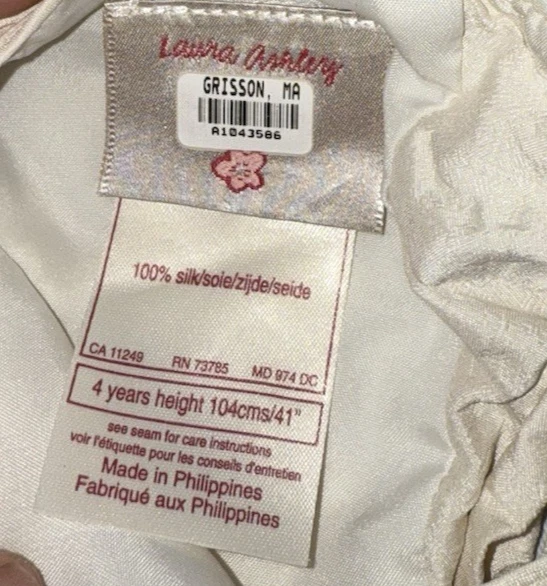 Laura Ashley
GRISSON, MA
A1043586
100% silk/soie/zijde/seide
CA 11249 RN 73785 MD 974 DC
4 years height 104cms/41"
see seam for care instructions
voir l'étiquette pour les conseils d'entretien
Made in Philippines
Fabriqué aux Philippines